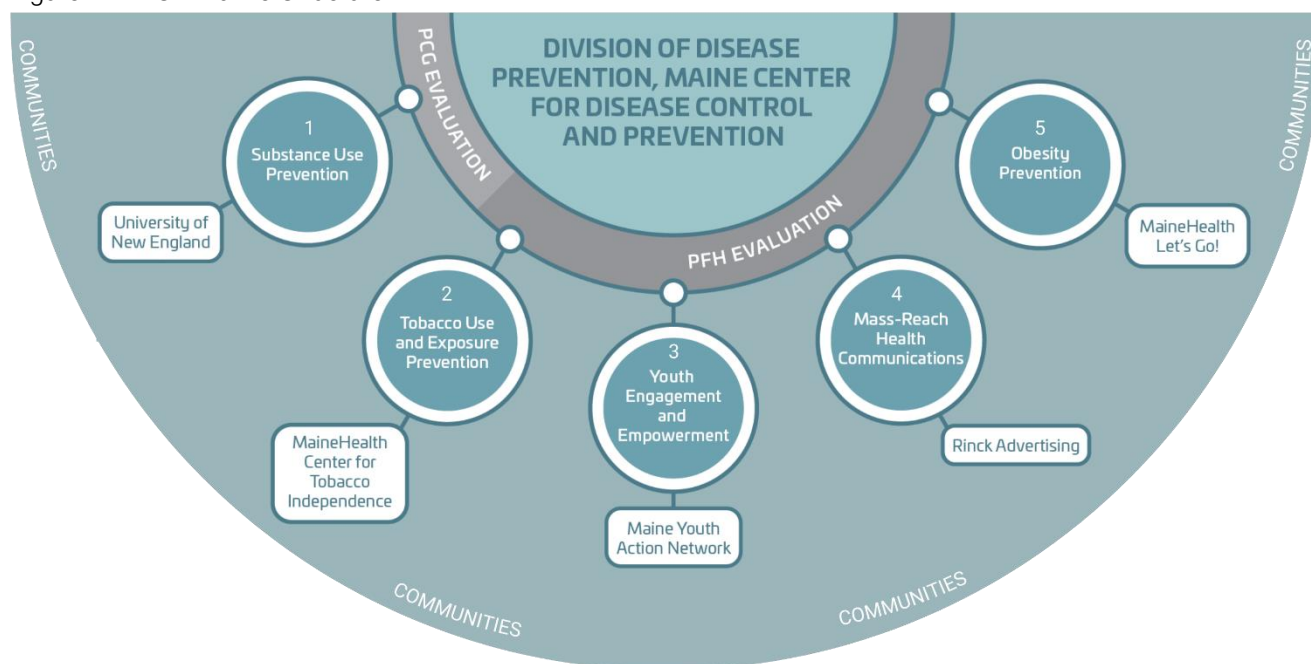 DIVISION OF DISEASE
PREVENTION, MAINE CENTER
FOR DISEASE CONTROL
AND PREVENTION
PCG EVALUATION
PFH EVALUATION
COMMUNITIES
COMMUNITIES
COMMUNITIES
COMMUNITIES
1
Substance Use
Prevention
University of
New England
2
Tobacco Use
and Exposure
Prevention
MaineHealth
Center for
Tobacco
Independence
3
Youth
Engagement
and
Empowerment
Maine Youth
Action Network
4
Mass-Reach
Health
Communications
Rinck Advertising
5
Obesity
Prevention
MaineHealth
Let's Go!